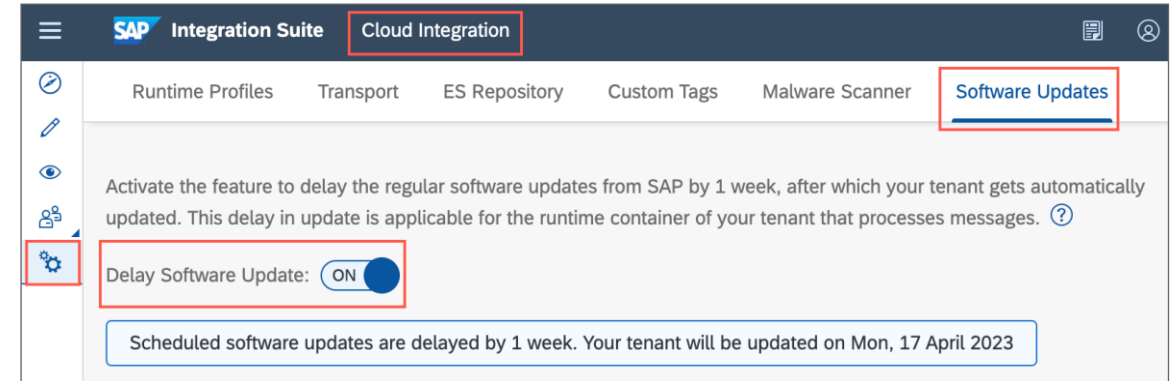 SAP Integration Suite Cloud Integration
Runtime Profiles Transport ES Repository Custom Tags Malware Scanner Software Updates
Activate the feature to delay the regular software updates from SAP by 1 week, after which your tenant gets automatically
updated. This delay in update is applicable for the runtime container of your tenant that processes messages. ?
Delay Software Update: ON
Scheduled software updates are delayed by 1 week. Your tenant will be updated on Mon, 17 April 2023